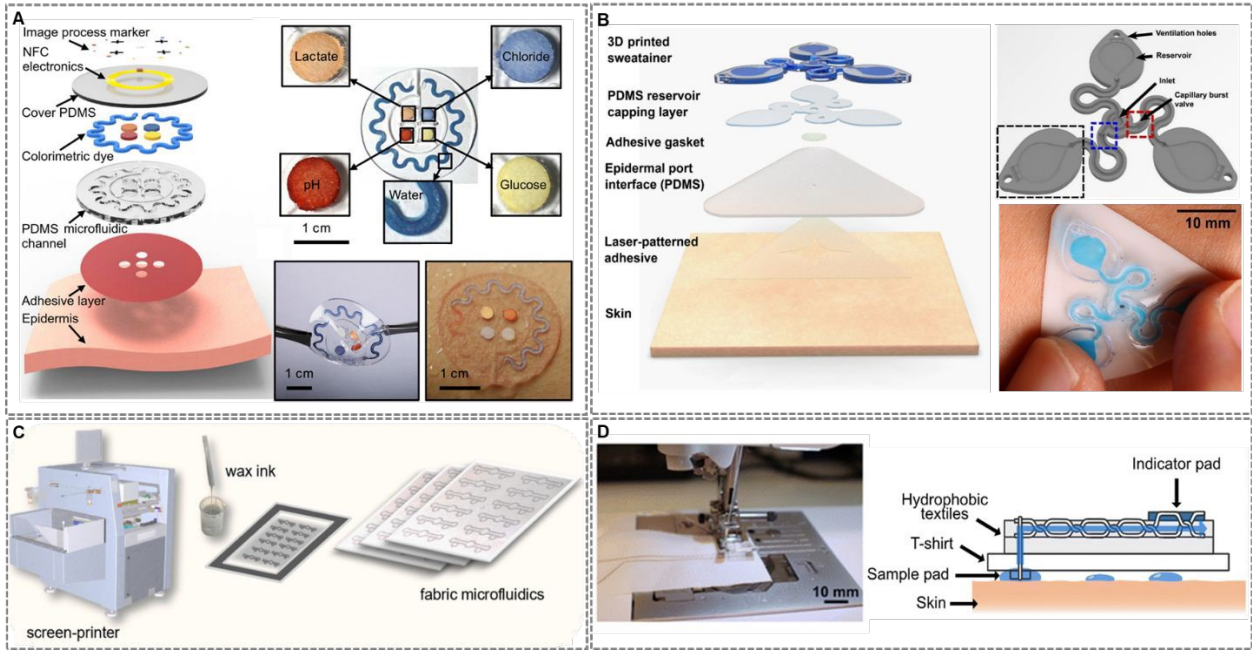 A
Image process marker
NFC
electronics
Cover PDMS
Colorimetric dye
PDMS microfluidic
channel
Adhesive layer
Epidermis
Lactate
Chloride
pH
Glucose
Water
1 cm
1 cm
1 cm
B
3D printed
sweatainer
PDMS reservoir
capping layer
Adhesive gasket
Epidermal port
interface (PDMS)
Laser-patterned
adhesive
Skin
Ventilation holes
Reservoir
Inlet
Capillary burst
valve
10 mm
C
wax ink
screen-printer
fabric microfluidics
D
10 mm
Indicator pad
Hydrophobic
textiles
T-shirt
Sample pad
Skin